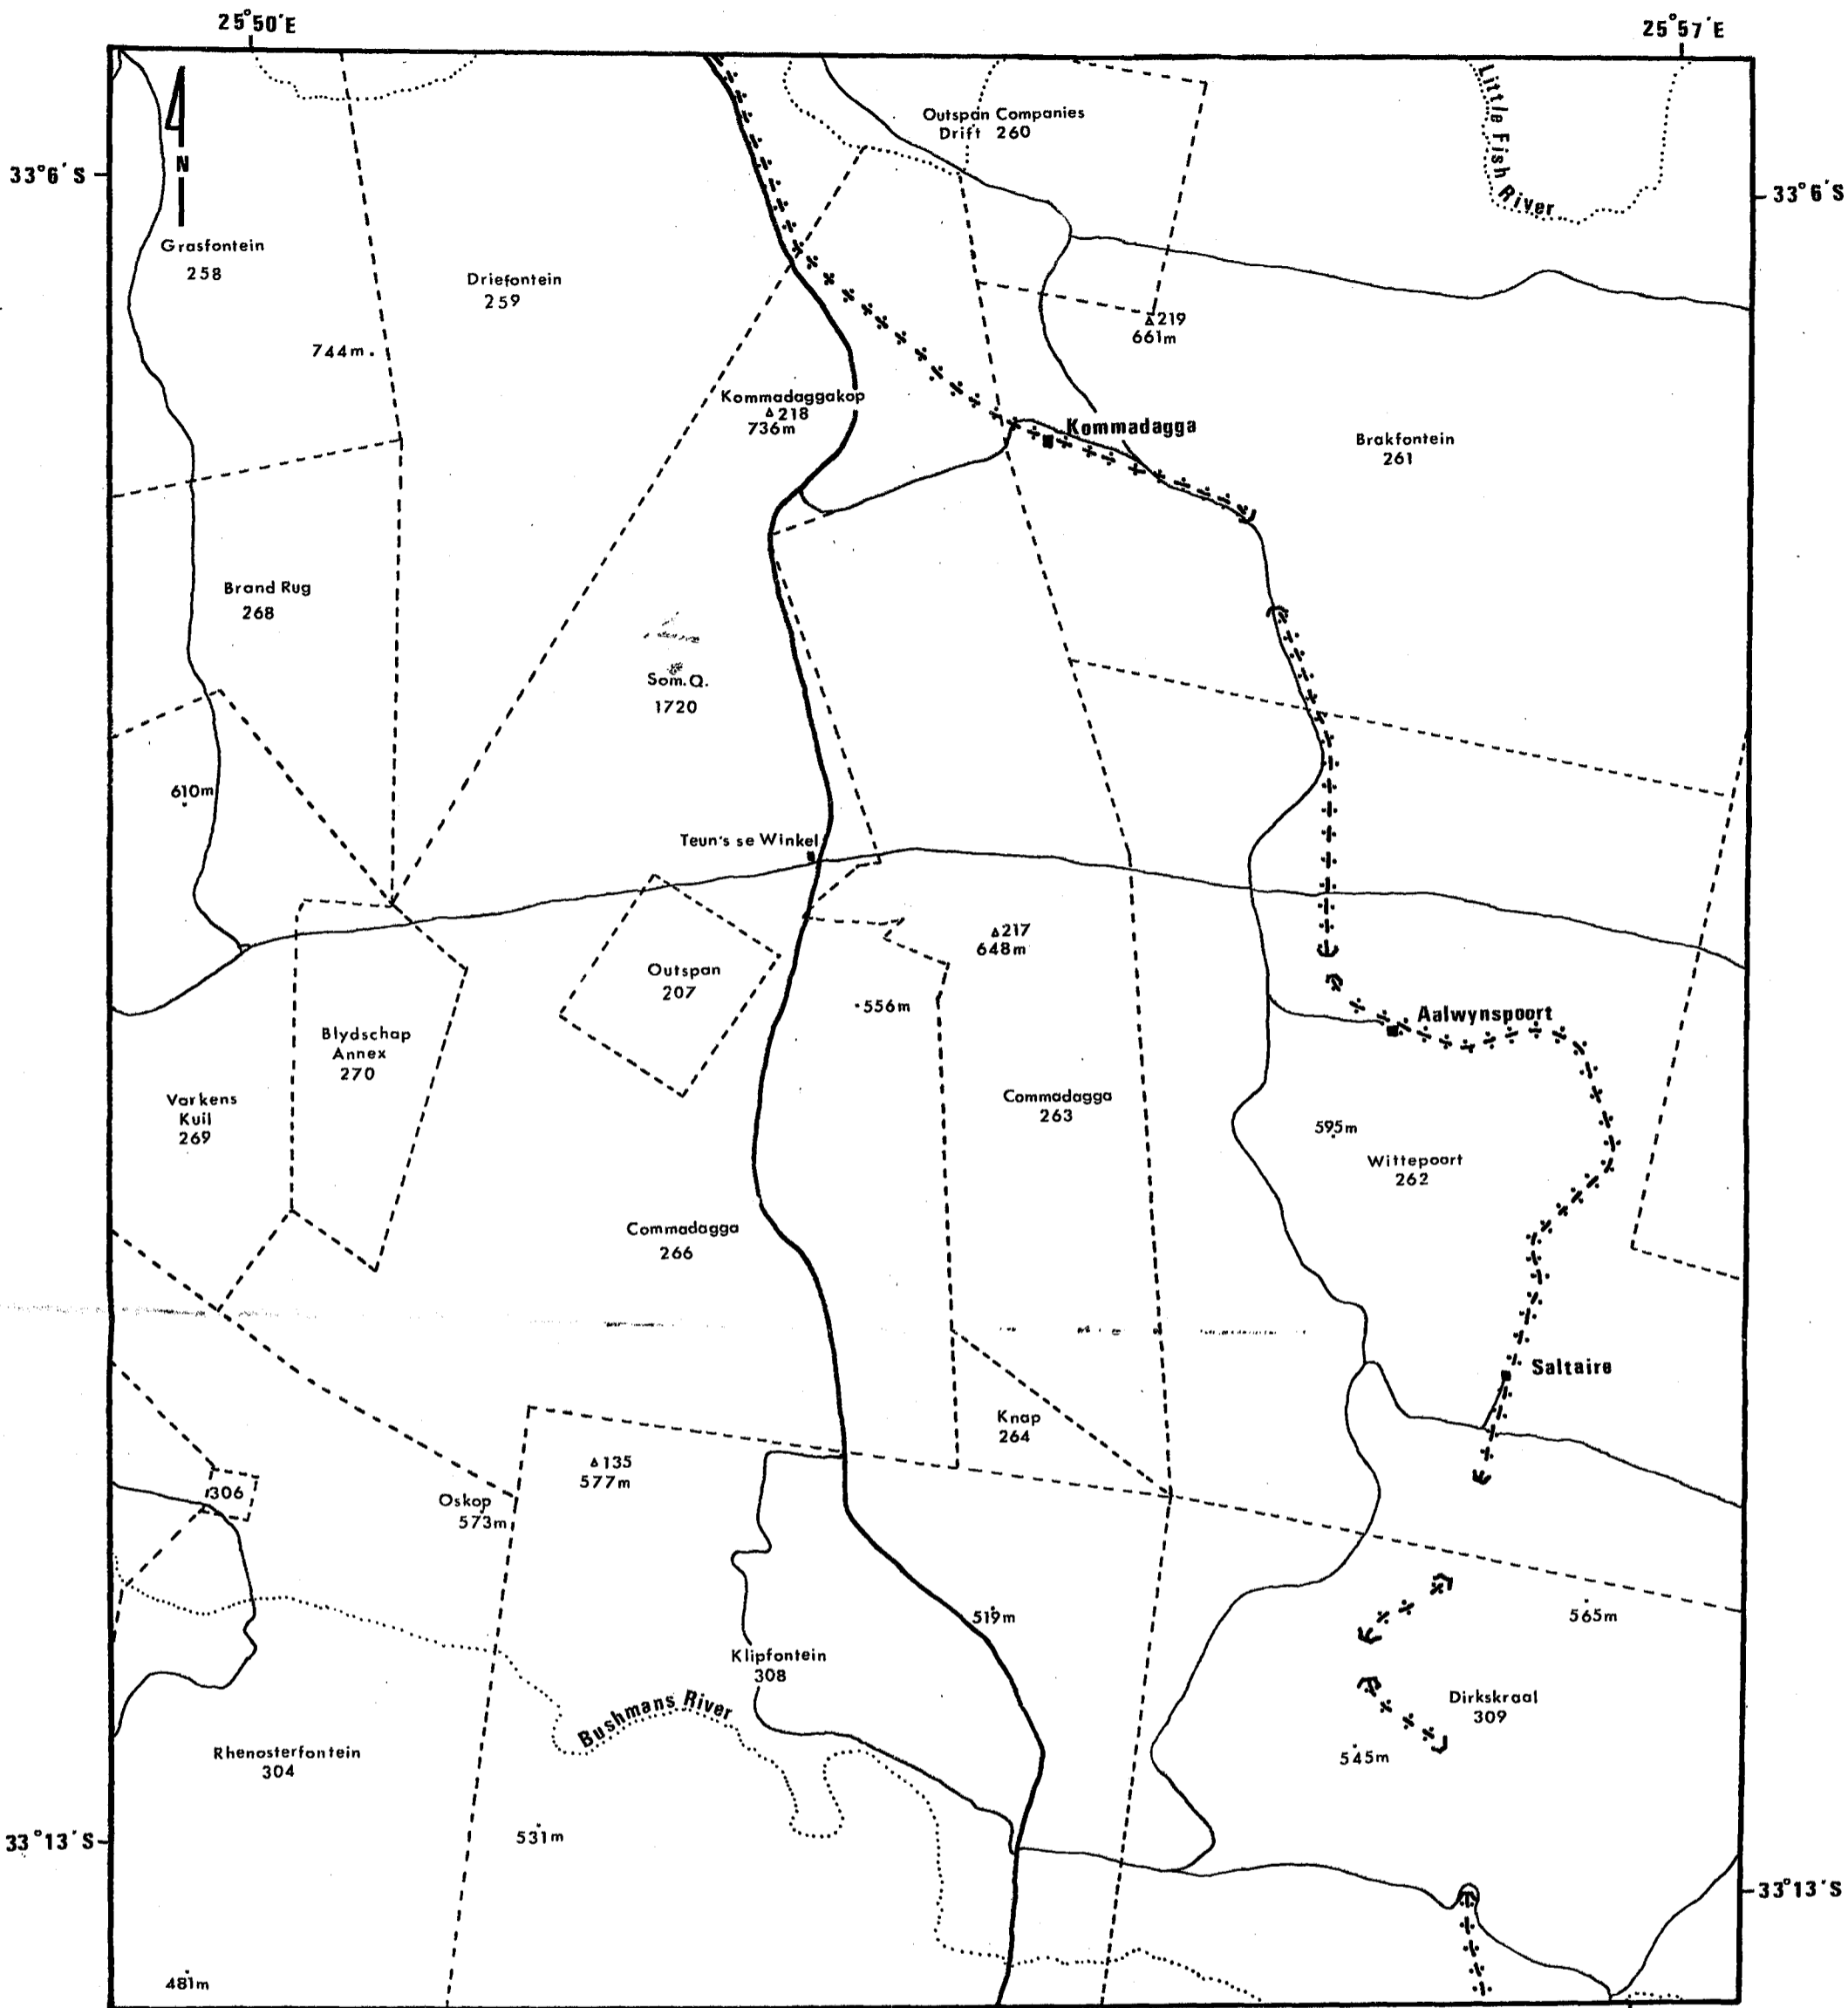 25°50'E
25°57'E
33°6'S
33°6'S
N
Little Fish
River
Outspan Companies
Drift 260
Grasfontein
258
Driefontein
259
744m
219
661m
Kommadaggakop
218
736m
Kommadagga
Brakfontein
261
Brand Rug
268
Som.Q.
1720
610m
Teun's se Winkel
217
648m
Outspan
207
556m
Aalwynspoort
Blydschap
Annex
270
Varkens
Kuil
269
Commadagga
263
595m
Wittepoort
262
Commadagga
266
Saltaire
Knap
264
135
577m
306
Oskop
573m
519m
565m
Klipfontein
308
Bushmans River
Dirkskraal
309
545m
Rhenosterfontein
304
531m
33°13'S
33°13'S
481m